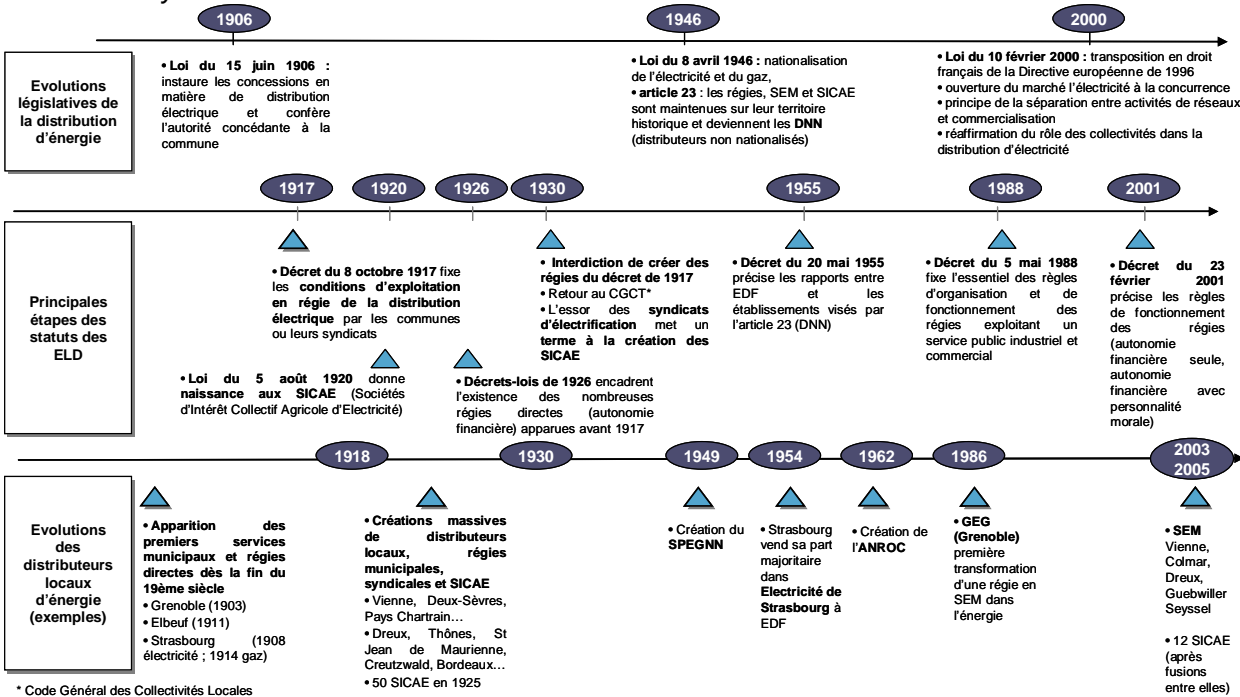 1906
1946
2000
Evolutions
législatives de
la distribution
d'énergie
• Loi du 15 juin 1906 :
instaure les concessions en
matière de distribution
électrique et confère
l'autorité concédante à la
commune
• Loi du 8 avril 1946 : nationalisation
de l'électricité et du gaz,
• article 23 : les régies, SEM et SICAE
sont maintenues sur leur territoire
historique et deviennent les DNN
(distributeurs non nationalisés)
• Loi du 10 février 2000 : transposition en droit
français de la Directive européenne de 1996
• ouverture du marché l'électricité à la concurrence
• principe de la séparation entre activités de réseaux
et commercialisation
• réaffirmation du rôle des collectivités dans la
distribution d'électricité
1917
1920
1926
1930
1955
1988
2001
Principales
étapes des
statuts des
ELD
• Décret du 8 octobre 1917 fixe
les conditions d'exploitation
en régie de la distribution
électrique par les communes
ou leurs syndicats
• Loi du 5 août 1920 donne
naissance aux SICAE (Sociétés
d'Intérêt Collectif Agricole d'Electricité)
• Décrets-lois de 1926 encadrent
l'existence des nombreuses
régies directes (autonomie
financière) apparues avant 1917
• Interdiction de créer des
régies du décret de 1917
• Retour au CGCT*
• L'essor des syndicats
d'électrification met un
terme à la création des
SICAE
• Décret du 20 mai 1955
précise les rapports entre
EDF et les
établissements visés par
l'article 23 (DNN)
• Décret du 5 mai 1988
fixe l'essentiel des règles
d'organisation et de
fonctionnement des
régies exploitant un
service public industriel et
commercial
• Décret du 23
février 2001
précise les règles
de fonctionnement
des régies
(autonomie
financière seule,
autonomie
financière avec
personnalité
morale)
1918
1930
1949
1954
1962
1986
2003
2005
Evolutions
des
distributeurs
locaux
d'énergie
(exemples)
• Apparition des
premiers services
municipaux et régies
directes dès la fin du
19ème siècle
• Grenoble (1903)
• Elbeuf (1911)
• Strasbourg (1908
électricité ; 1914 gaz)
• Créations massives
de distributeurs
locaux, régies
municipales,
syndicales et SICAE
• Vienne, Deux-Sèvres,
Pays Chartrain…
• Dreux, Thônes, St
Jean de Maurienne,
Creutzwald, Bordeaux…
• 50 SICAE en 1925
• Création du
SPEGNN
• Strasbourg
vend sa part
majoritaire
dans
Electricité de
Strasbourg à
EDF
• Création de
l'ANROC
• GEG
(Grenoble)
première
transformation
d'une régie en
SEM dans
l'énergie
• SEM
Vienne,
Colmar,
Dreux,
Guebwiller
Seyssel
• 12 SICAE
(après
fusions
entre elles)
* Code Général des Collectivités Locales